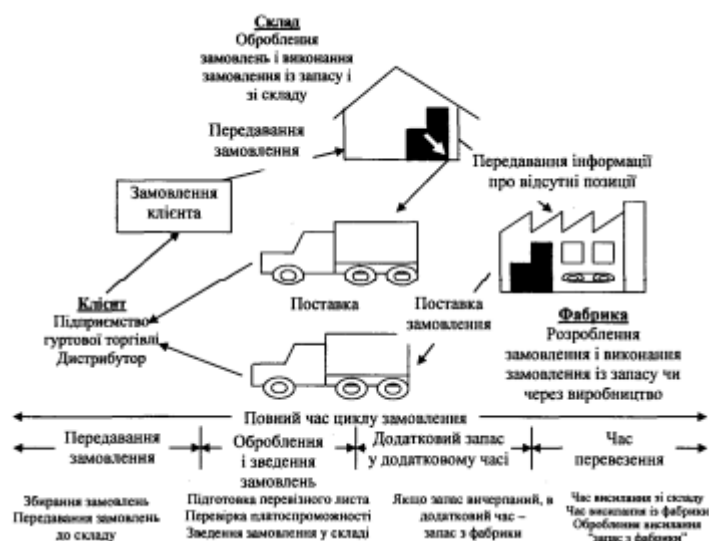 Склад
Оброблення
замовлень і виконання
замовлення із запасу і
зі складу
Передавання
замовлення
Передавання інформації
про відсутні позиції
Замовлення
клієнта
Клієнт
Підприємство
гуртової торгівлі
Дистрибутор
Поставка
Поставка
замовлення
Фабрика
Розроблення
замовлення і виконання
замовлення із запасу чи
через виробництво
Повний час циклу замовлення
Передавання
замовлення
Оброблення
і зведення
замовлень
Додатковий запас
у додатковому часі
Час
перевезення
Збирання замовлень
Передавання замовлень
до складу
Підготовка перевізного листа
Перевірка платоспроможності
Зведення замовлення у складі
Якщо запас вичерпаний, в
додатковий час –
запас з фабрики
Час висилання зі складу
Час висилання із фабрики
Оброблення висилання
"запас з фабрики"